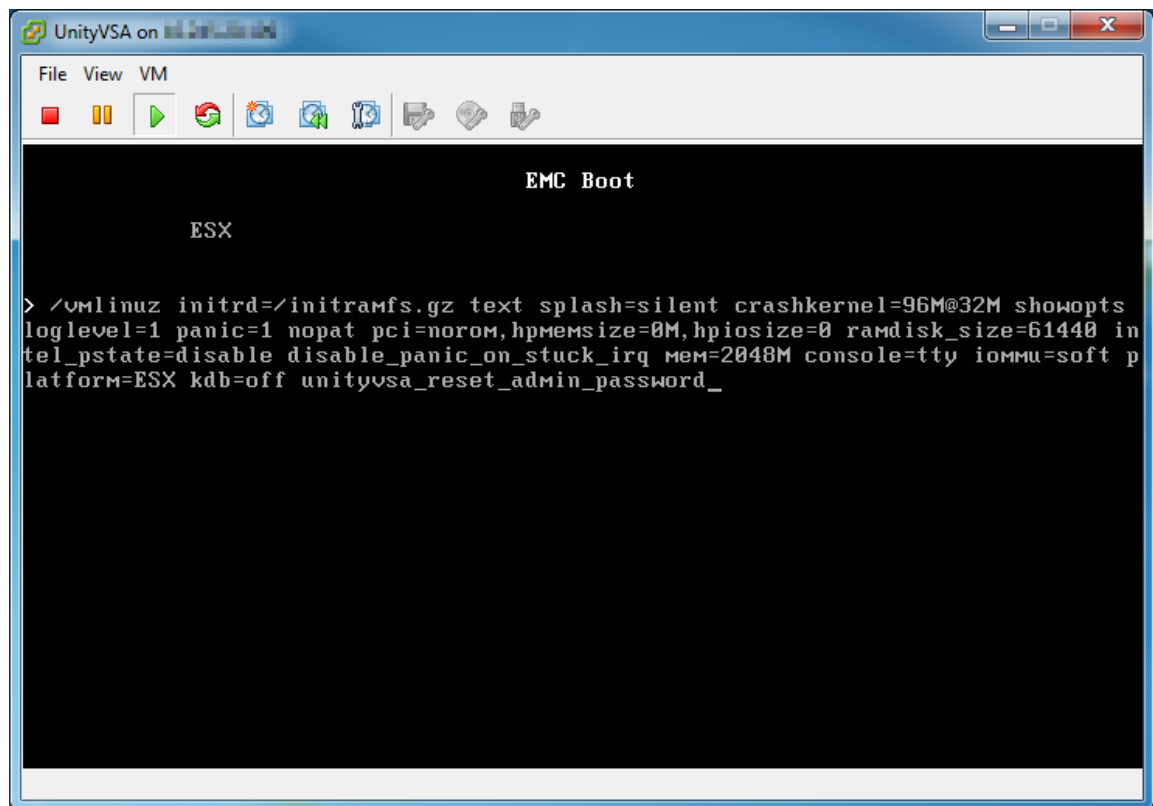 UnityVSA on
File View VM
EMC Boot
ESX
> /vmlinuz initrd=/initramfs.gz text splash=silent crashkernel=96M@32M showopts
loglevel=1 panic=1 nopat pci=norom,hpmemsize=0M,hpiosize=0 ramdisk_size=61440 in
tel_pstate=disable disable_panic_on_stuck_irq mem=2048M console=tty iommu=soft p
latform=ESX kdb=off unityvsa_reset_admin_password_